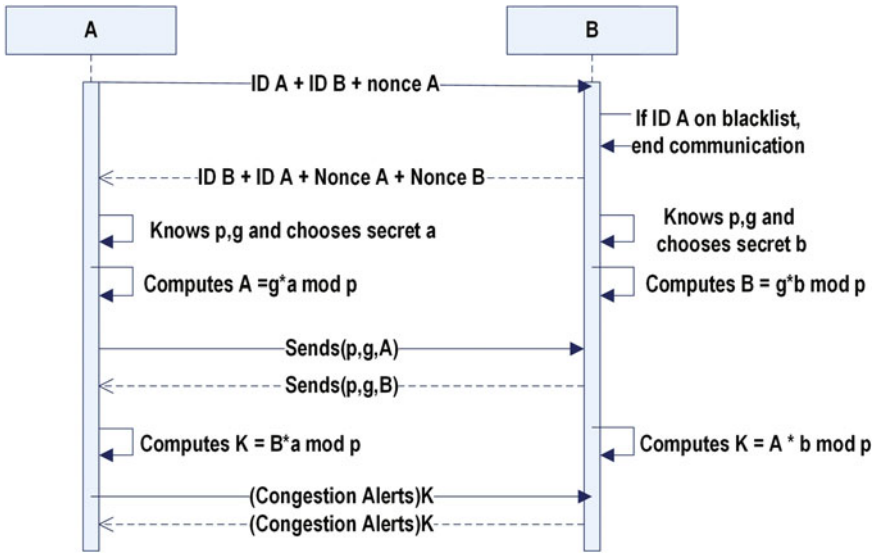 A
B
ID A + ID B + nonce A
If ID A on blacklist,
end communication
ID B + ID A + Nonce A + Nonce B
Knows p,g and chooses secret a
Knows p,g and
chooses secret b
Computes A =g*a mod p
Computes B = g*b mod p
Sends(p,g,A)
Sends(p,g,B)
Computes K = B*a mod p
Computes K = A * b mod p
(Congestion Alerts)K
(Congestion Alerts)K